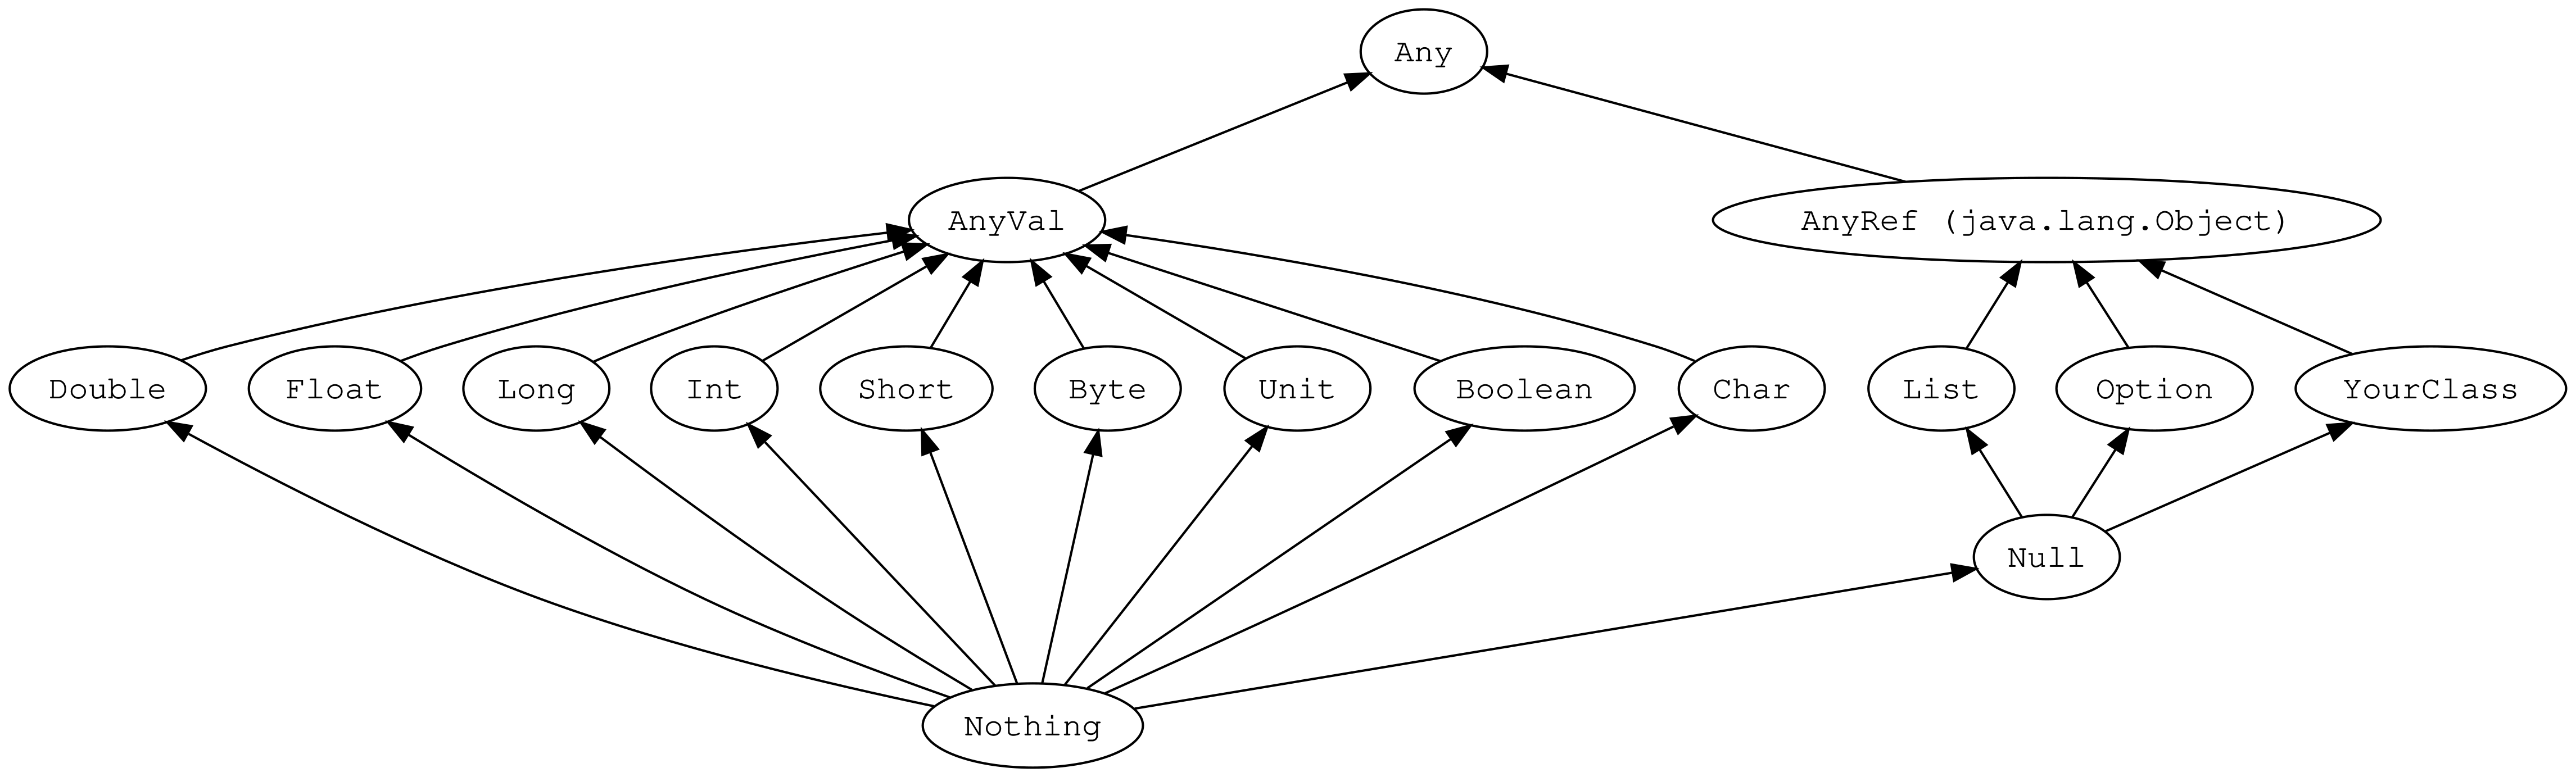 Any
AnyVal
AnyRef (java.lang.Object)
Double
Float
Long
Int
Short
Byte
Unit
Boolean
Char
List
Option
YourClass
Null
Nothing